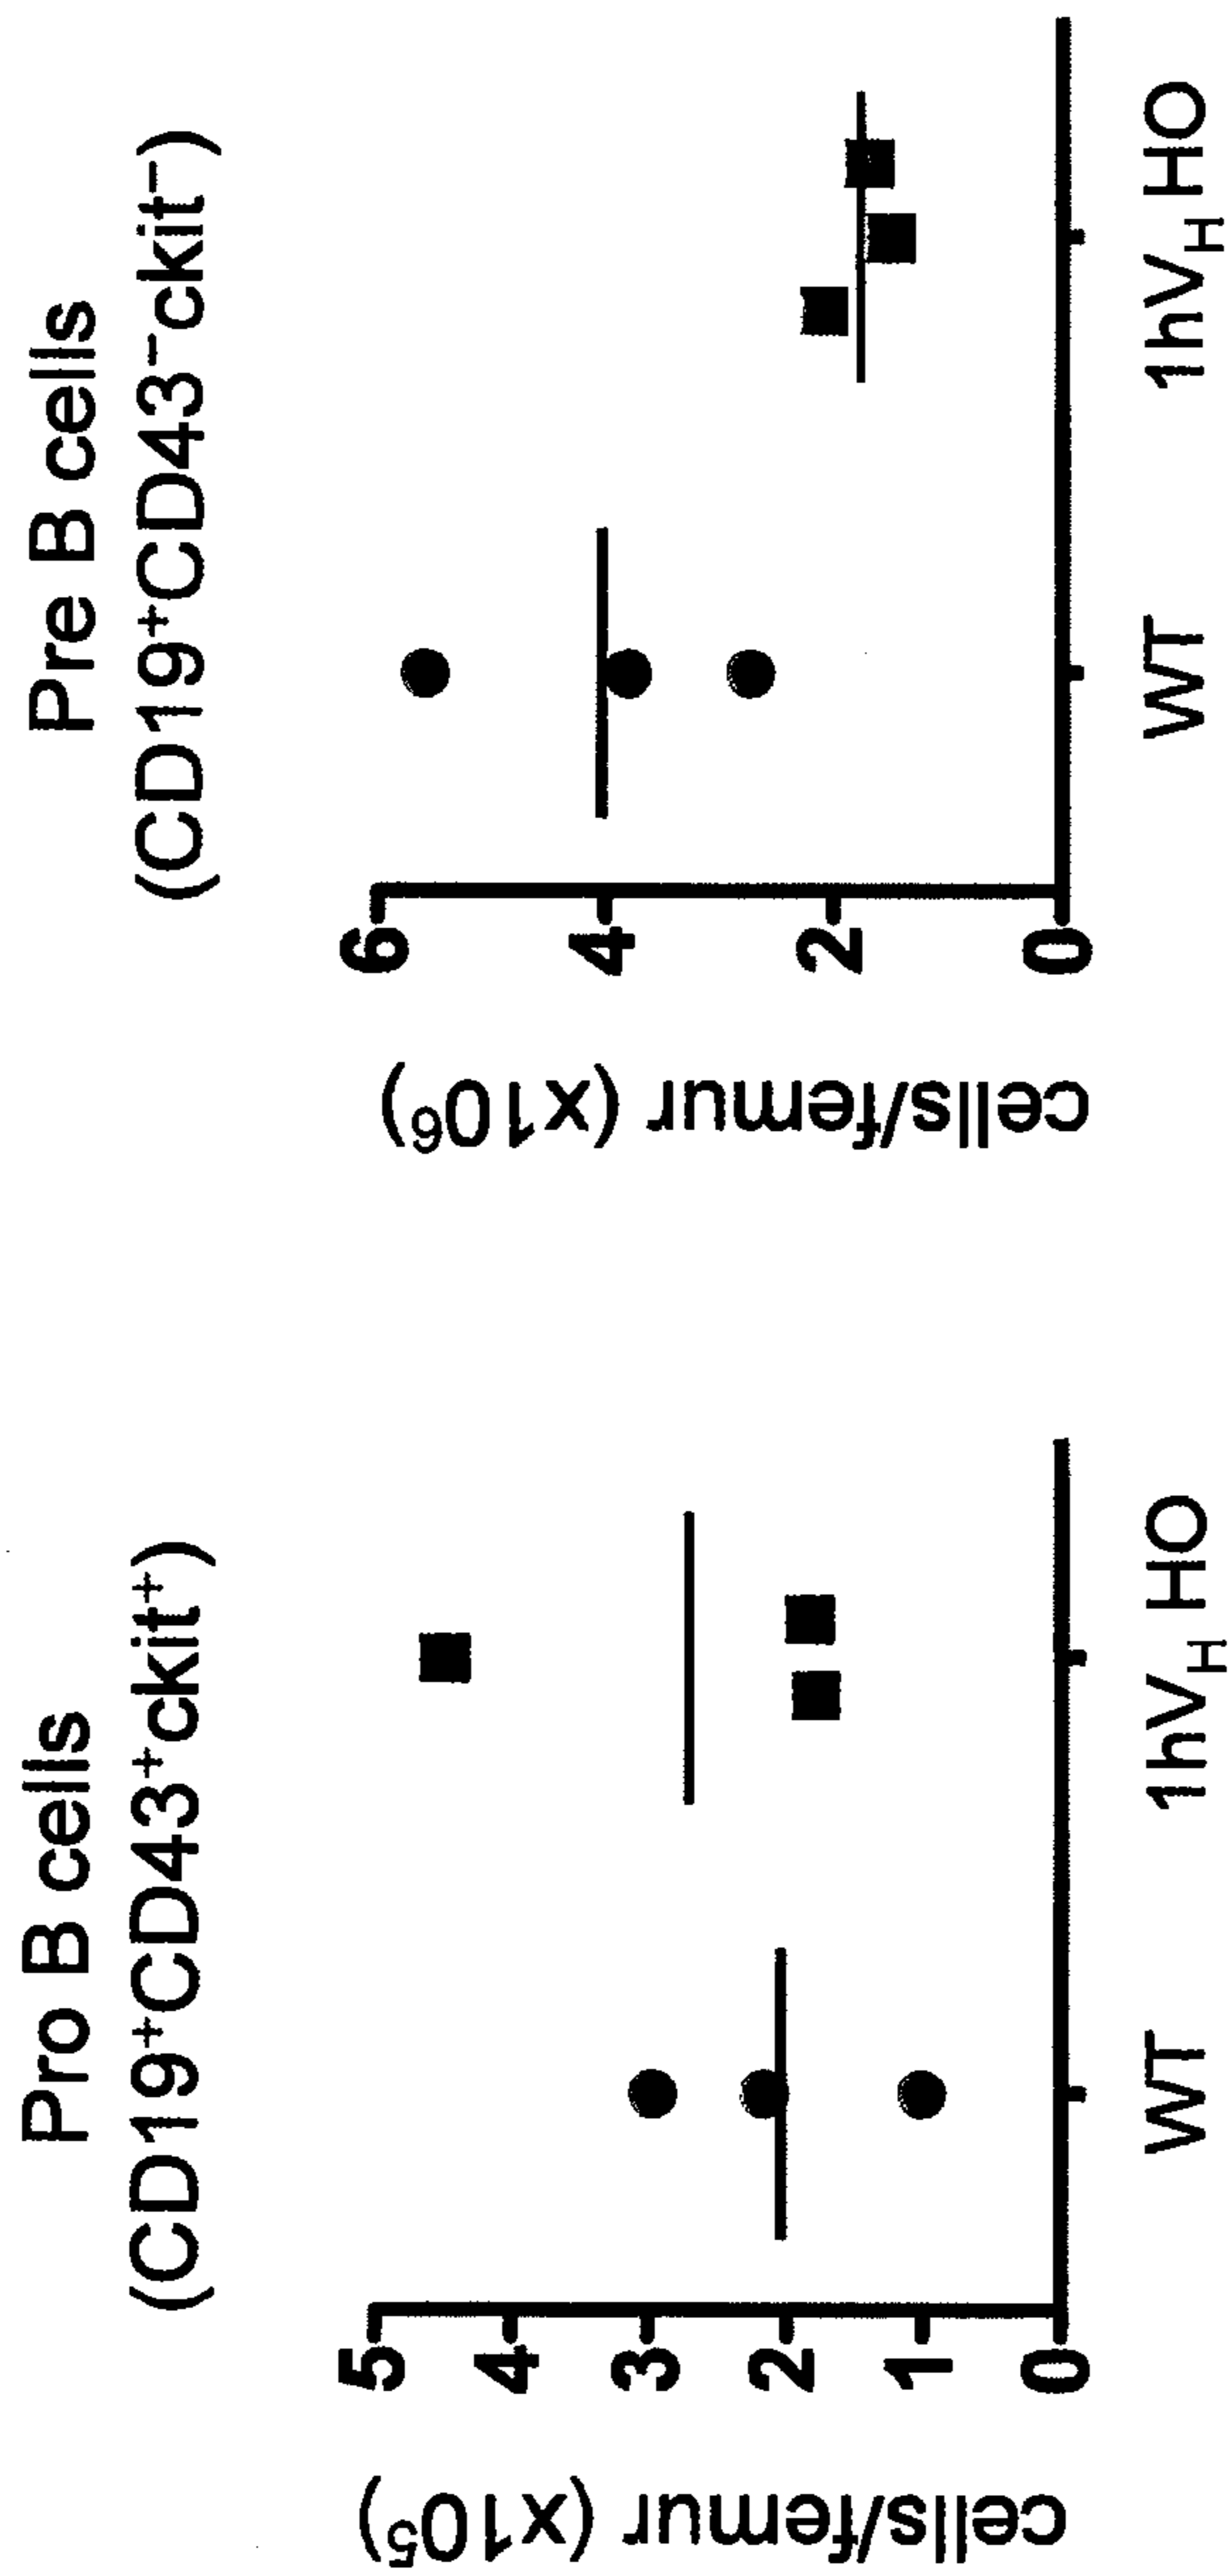 Pro B cells
(CD19⁺CD43⁺ckit⁺)
cells/femur (x10⁵)
5
4
3
2
1
0
WT
1hV_H HO
Pre B cells
(CD19⁺CD43⁻ckit⁻)
cells/femur (x10⁶)
6
4
2
0
WT
1hV_H HO